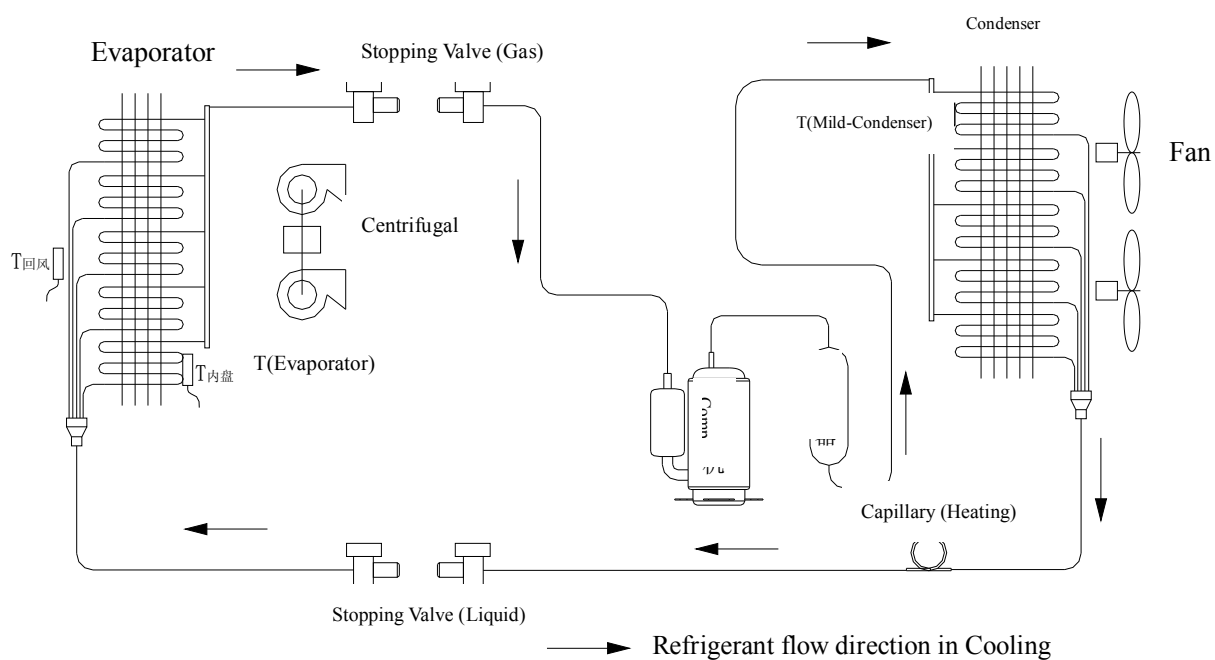 Condenser
Evaporator
Stopping Valve (Gas)
T(Mild-Condenser)
Fan
Centrifugal
T回风
T(Evaporator)
T内盘
Capillary (Heating)
Stopping Valve (Liquid)
Refrigerant flow direction in Cooling